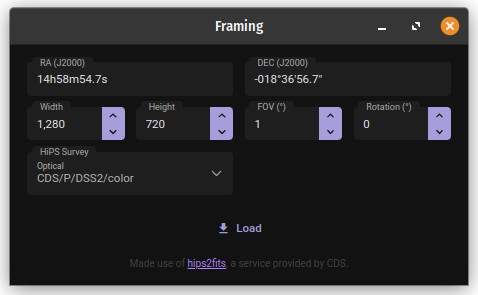 Framing
RA (J2000)
14h58m54.7s
DEC (J2000)
-018°36'56.7"
Width
1,280
Height
720
FOV (°)
1
Rotation (°)
0
HiPS Survey
Optical
CDS/P/DSS2/color
Load
Made use of hips2fits, a service provided by CDS.